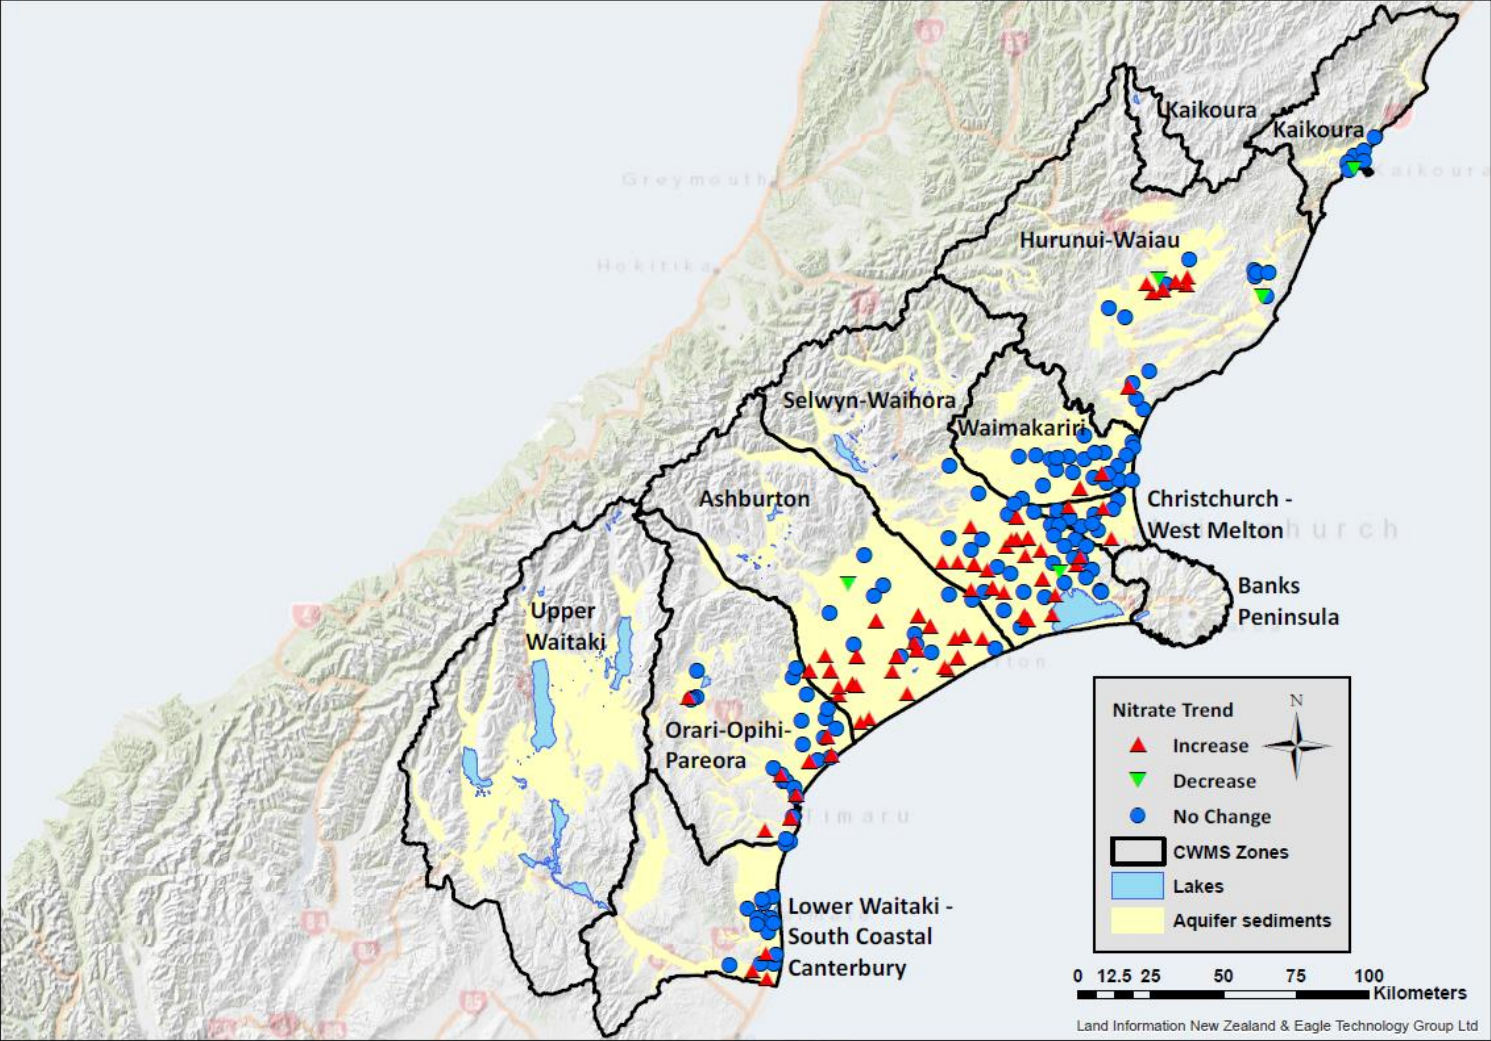 Kaikoura
Kaikoura
Greymouth
Kaikoura
Hurunui-Waiau
Hokitika
Selwyn-Waihora
Waimakariri
Ashburton
Christchurch -
West Melton
Upper
Waitaki
Banks
Peninsula
Orari-Opihi-
Pareora
Timaru
Lower Waitaki -
South Coastal
Canterbury
N
Nitrate Trend
Increase
Decrease
No Change
CWMS Zones
Lakes
Aquifer sediments
0 12.5 25 50 75 100
Kilometers
Land Information New Zealand & Eagle Technology Group Ltd